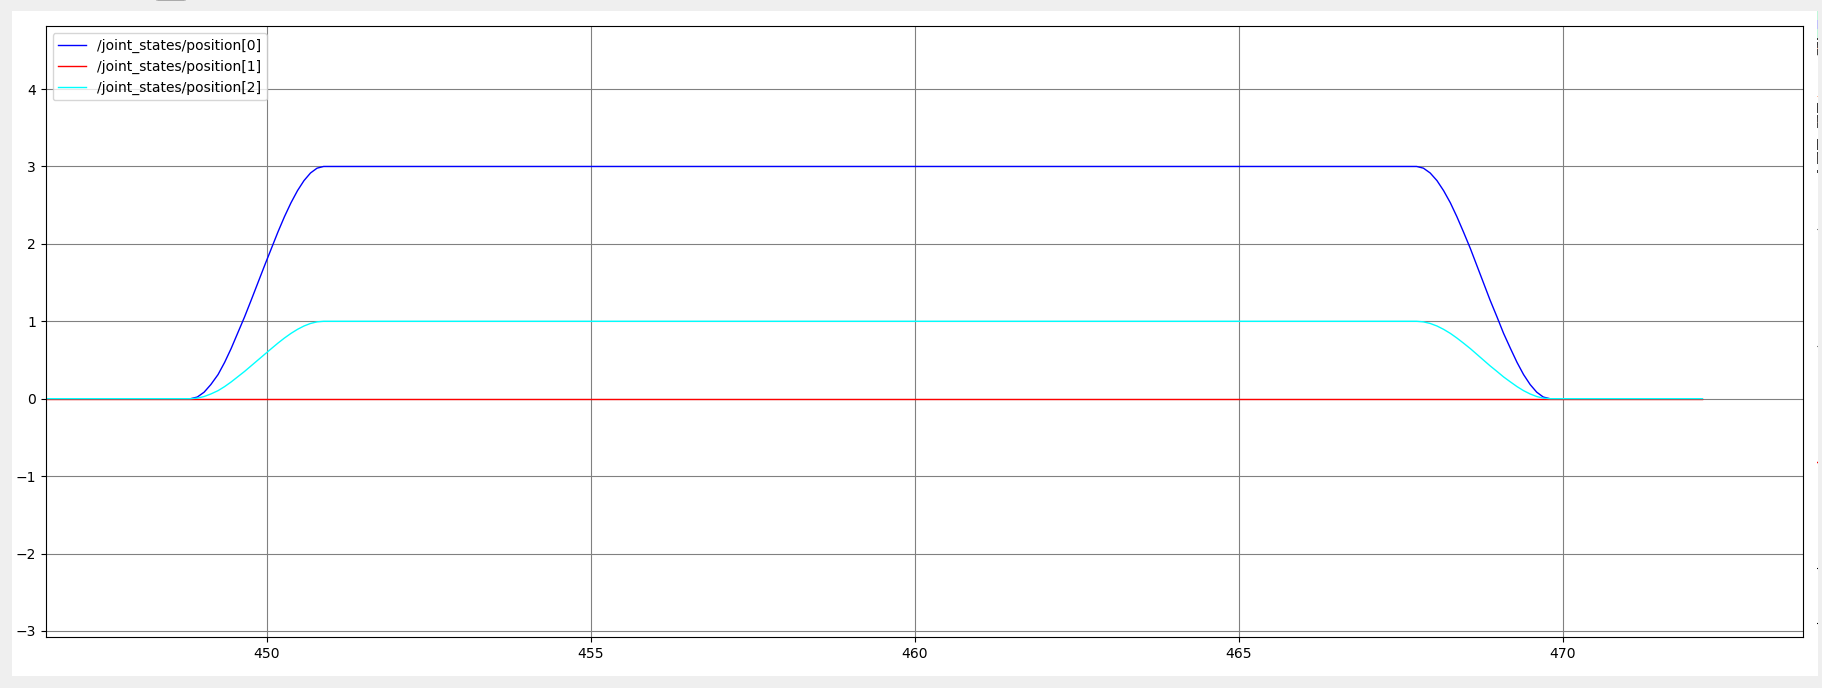 /joint_states/position[0]
/joint_states/position[1]
/joint_states/position[2]
4
3
2
1
0
−1
−2
−3
450 455 460 465 470